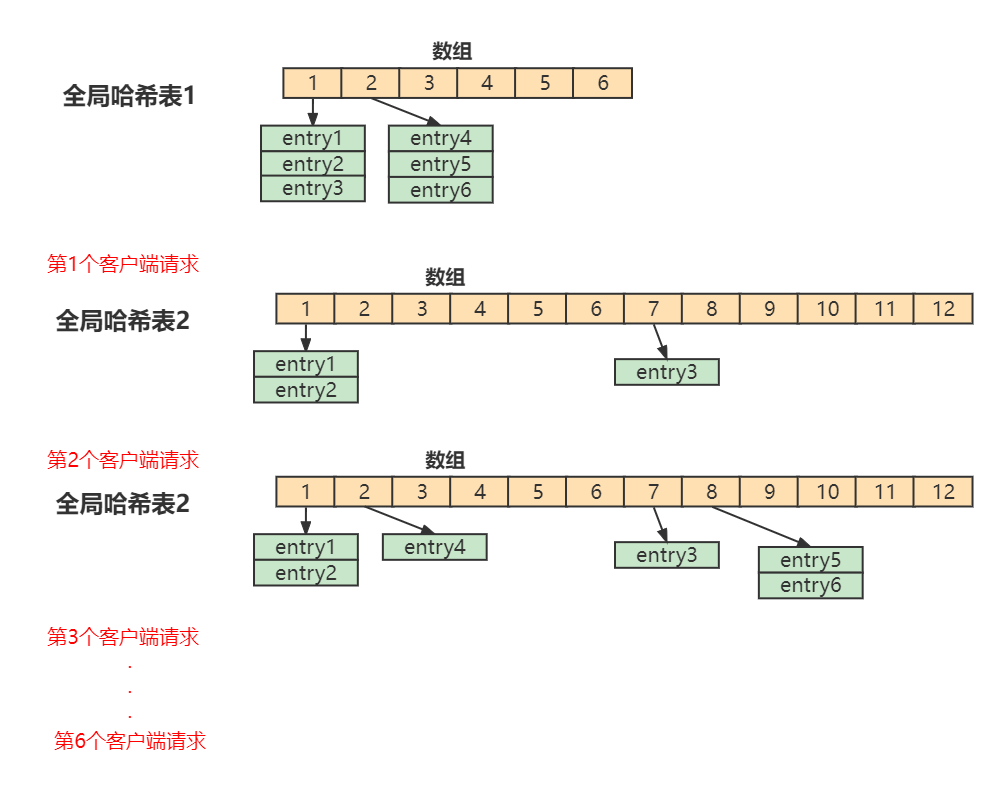 数组
全局哈希表1
1 2 3 4 5 6
entry1 entry4
entry2 entry5
entry3 entry6
第1个客户端请求
数组
全局哈希表2
1 2 3 4 5 6 7 8 9 10 11 12
entry1 entry3
entry2
第2个客户端请求
数组
全局哈希表2
1 2 3 4 5 6 7 8 9 10 11 12
entry1 entry4 entry3 entry5
entry2 entry6
第3个客户端请求
.
.
.
第6个客户端请求